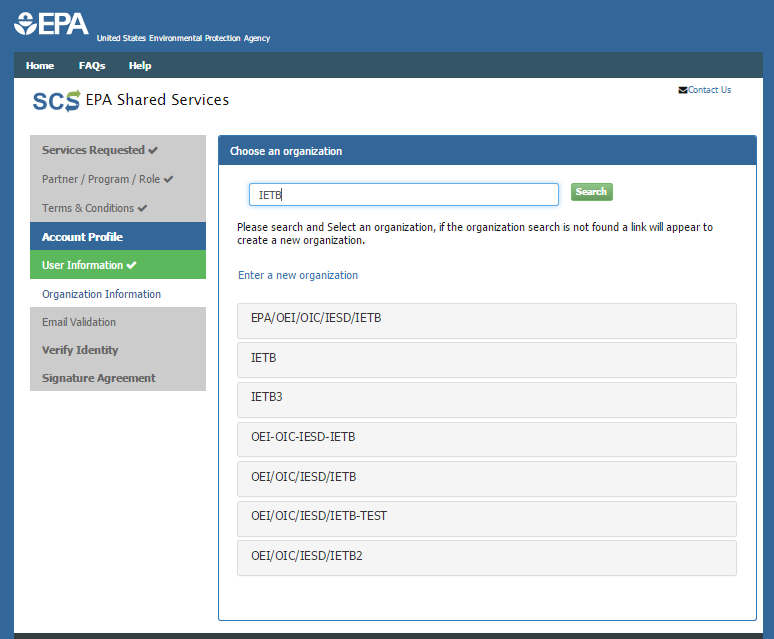 EPA
United States Environmental Protection Agency
Home FAQs Help
SCS EPA Shared Services
Contact Us
Services Requested
Partner / Program / Role
Terms & Conditions
Account Profile
User Information
Organization Information
Email Validation
Verify Identity
Signature Agreement
Choose an organization
IETB
Search
Please search and Select an organization, if the organization search is not found a link will appear to
create a new organization.
Enter a new organization
EPA/OEI/OIC/IESD/IETB
IETB
IETB3
OEI-OIC-IESD-IETB
OEI/OIC/IESD/IETB
OEI/OIC/IESD/IETB-TEST
OEI/OIC/IESD/IETB2